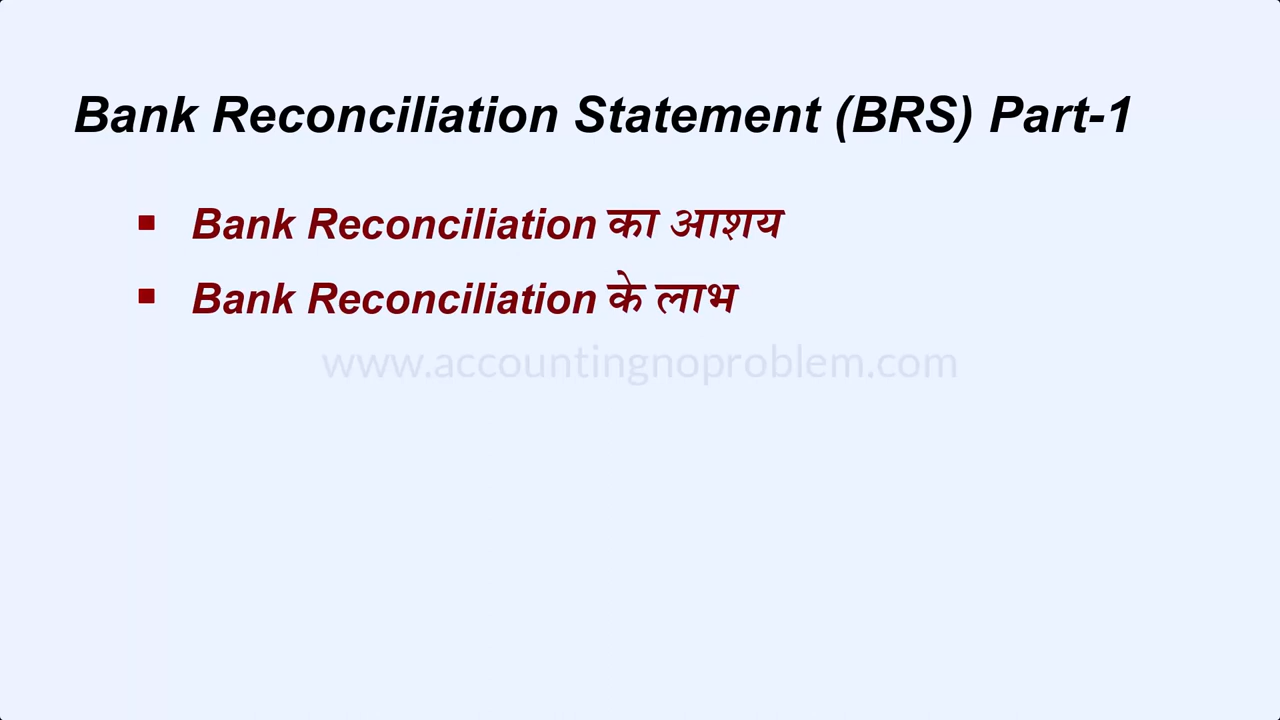 Bank Reconciliation Statement (BRS) Part-1
Bank Reconciliation का आशय
Bank Reconciliation के लाभ
www.accountingnoproblem.com